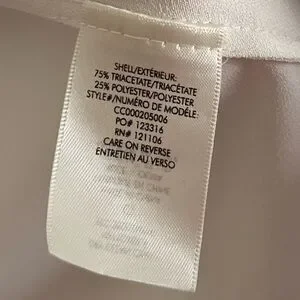 SHELL/EXTÉRIEUR:
75% TRIACETATE/TRIACÉTATE
25% POLYESTER/POLYESTER
STYLE#/NUMÉRO DE MODÈLE:
CC000205006
PO# 123316
RN# 121106
CARE ON REVERSE
ENTRETIEN AU VERSO